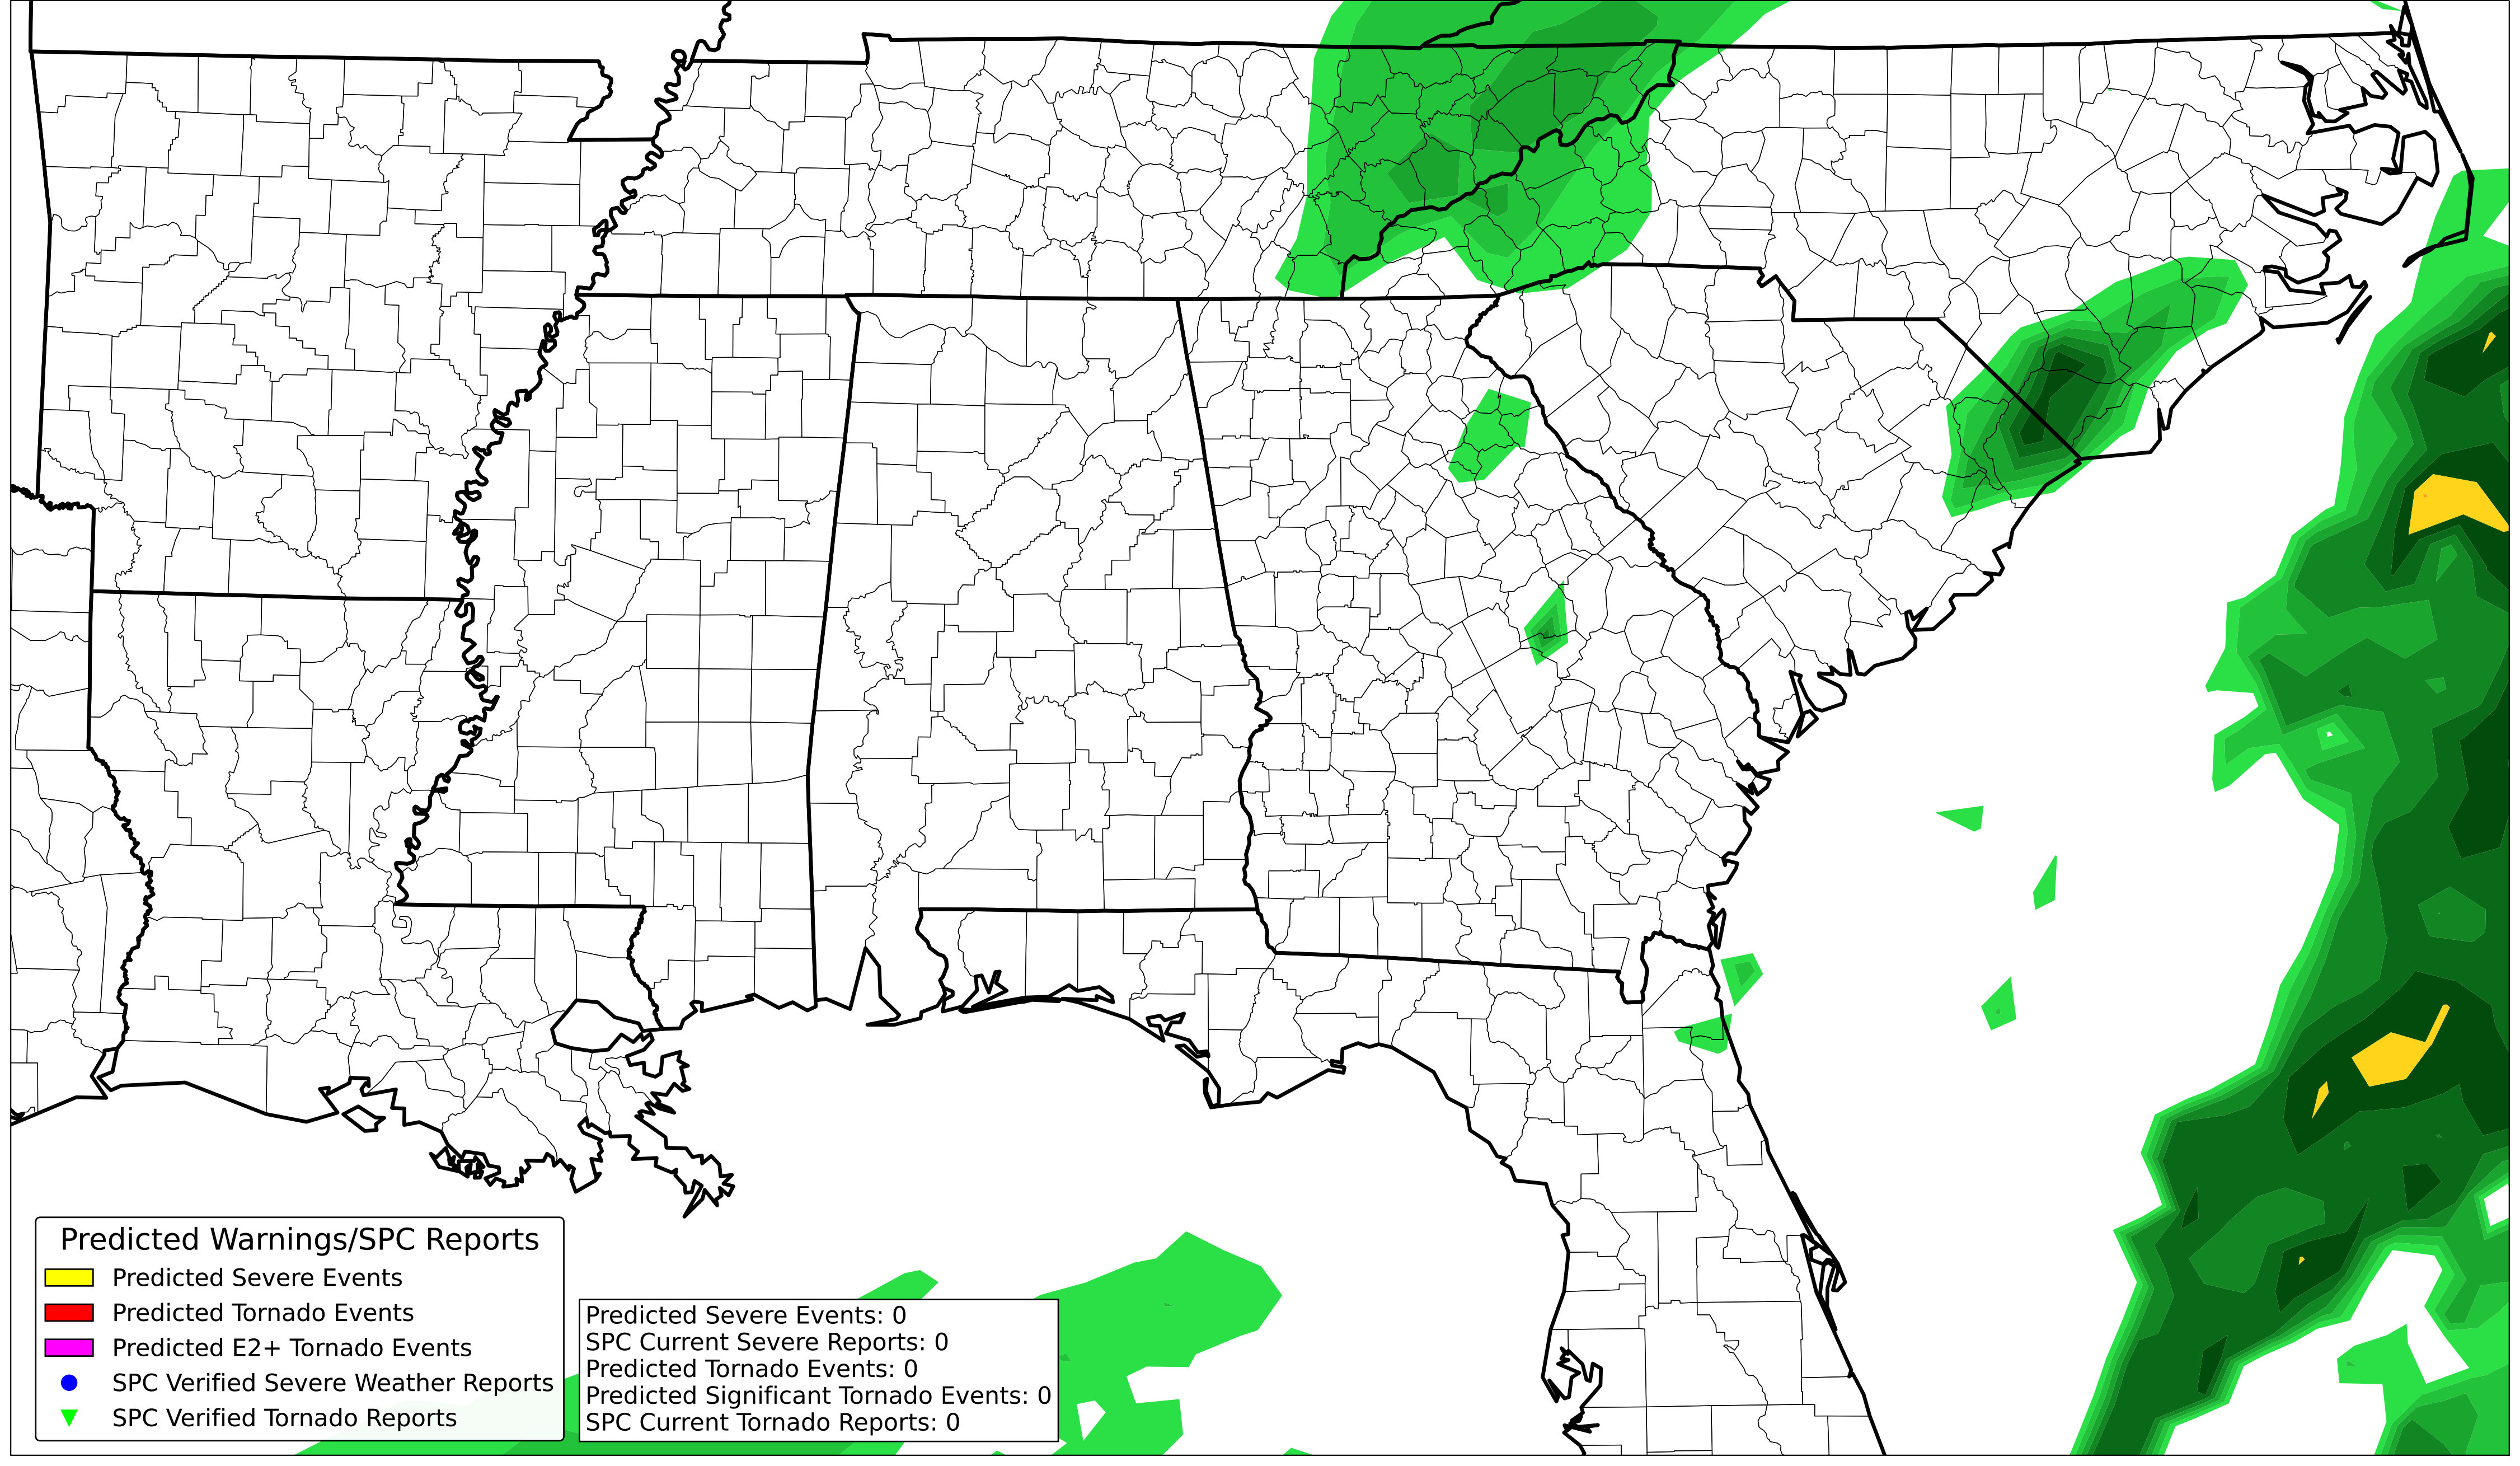 Predicted Warnings/SPC Reports
Predicted Severe Events
Predicted Tornado Events
Predicted E2+ Tornado Events
SPC Verified Severe Weather Reports
SPC Verified Tornado Reports
Predicted Severe Events: 0
SPC Current Severe Reports: 0
Predicted Tornado Events: 0
Predicted Significant Tornado Events: 0
SPC Current Tornado Reports: 0